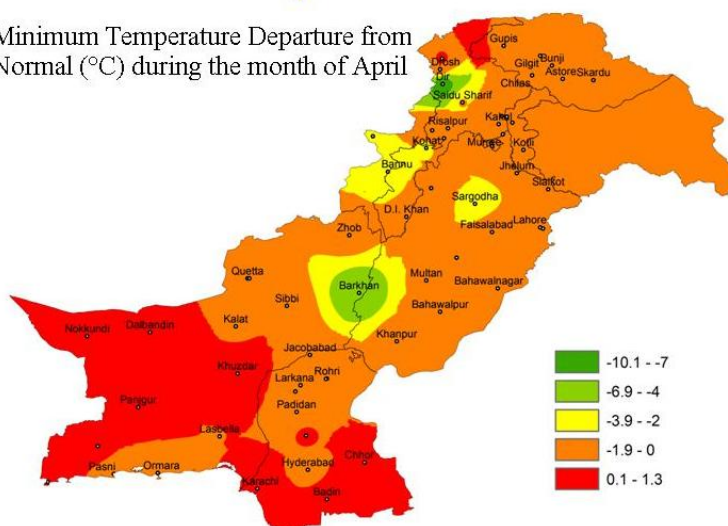 Minimum Temperature Departure from
Normal (°C) during the month of April
Gupis
Drosh
Bunji
Gilgit
Astore
Skardu
Dir
Chilas
Saidu Sharif
Risalpur
Kakul
Kohat
Murree
Kotli
Bannu
Jhelum
Sialkot
Sargodha
D.I. Khan
Lahore
Faisalabad
Zhob
Quetta
Multan
Barkhan
Bahawalnagar
Sibbi
Bahawalpur
Nokkundi
Dalbandin
Kalat
Khanpur
Jacobabad
Khuzdar
Rohri
Larkana
Panjgur
Padidan
Lasbella
Chhor
Pasni
Ormara
Hyderabad
Karachi
Badin
-10.1 - -7
-6.9 - -4
-3.9 - -2
-1.9 - 0
0.1 - 1.3